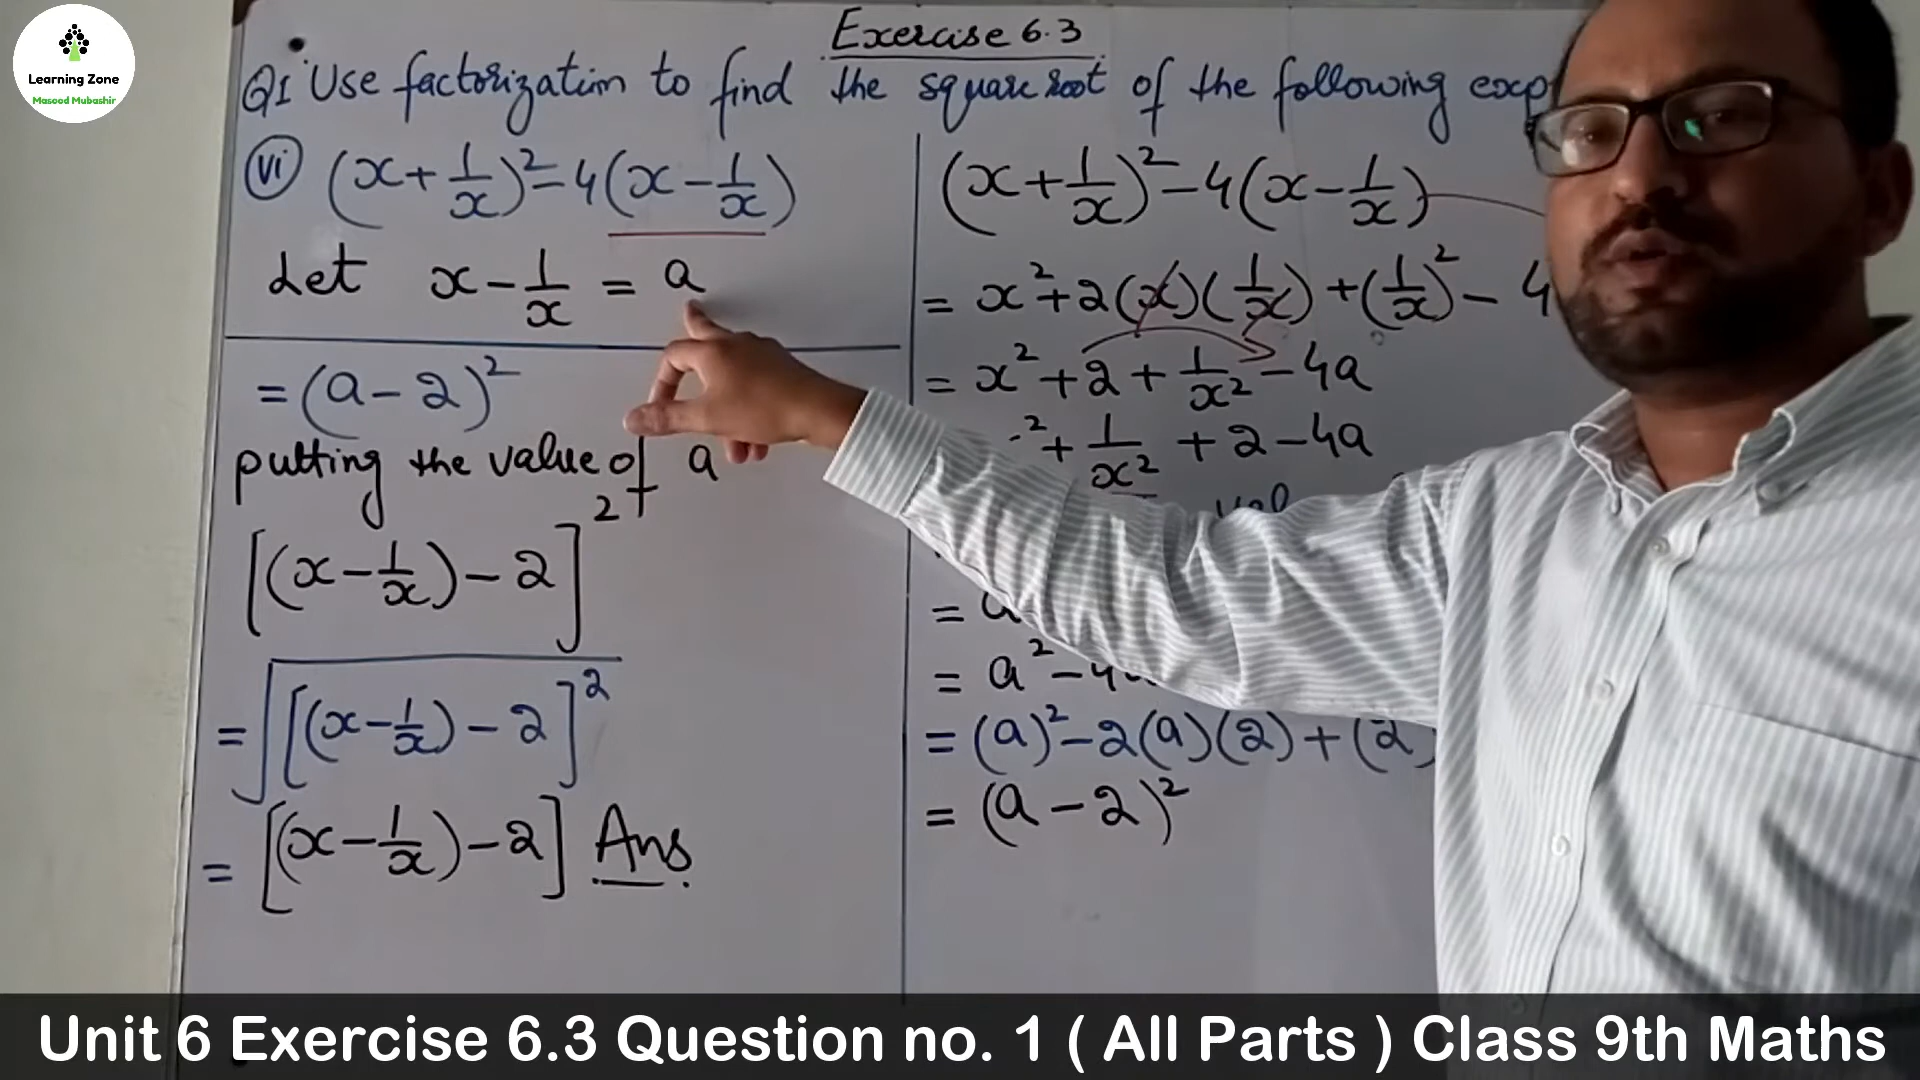 Learning Zone
Masood Mubashir
Exercise 6.3
Q1 Use factorization to find the square root of the following exp
(vi) (x + 1/x)² - 4(x - 1/x)
Let x - 1/x = a
= (a - 2)²
putting the value of a
[(x - 1/x) - 2]²
= √[(x - 1/x) - 2]²
= [(x - 1/x) - 2] Ans
(x + 1/x)² - 4(x - 1/x)
= x² + 2(x)(1/x) + (1/x)² - 4
= x² + 2 + 1/x² - 4a
² + 1/x² + 2 - 4a
= a
= a² - 4
= (a)² - 2(a)(2) + (2
= (a - 2)²
Unit 6 Exercise 6.3 Question no. 1 ( All Parts ) Class 9th Maths